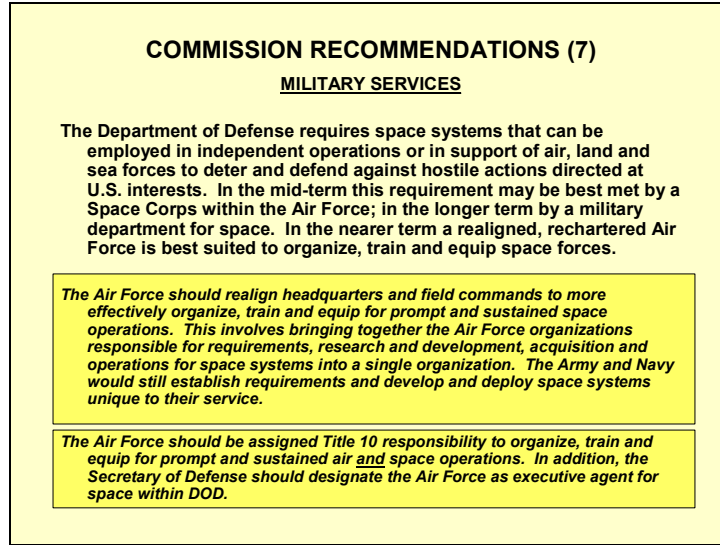 COMMISSION RECOMMENDATIONS (7)
MILITARY SERVICES
The Department of Defense requires space systems that can be
employed in independent operations or in support of air, land and
sea forces to deter and defend against hostile actions directed at
U.S. interests.  In the mid-term this requirement may be best met by a
Space Corps within the Air Force; in the longer term by a military
department for space.  In the nearer term a realigned, rechartered Air
Force is best suited to organize, train and equip space forces.
The Air Force should realign headquarters and field commands to more
effectively organize, train and equip for prompt and sustained space
operations.  This involves bringing together the Air Force organizations
responsible for requirements, research and development, acquisition and
operations for space systems into a single organization.  The Army and Navy
would still establish requirements and develop and deploy space systems
unique to their service.
The Air Force should be assigned Title 10 responsibility to organize, train and
equip for prompt and sustained air and space operations.  In addition, the
Secretary of Defense should designate the Air Force as executive agent for
space within DOD.